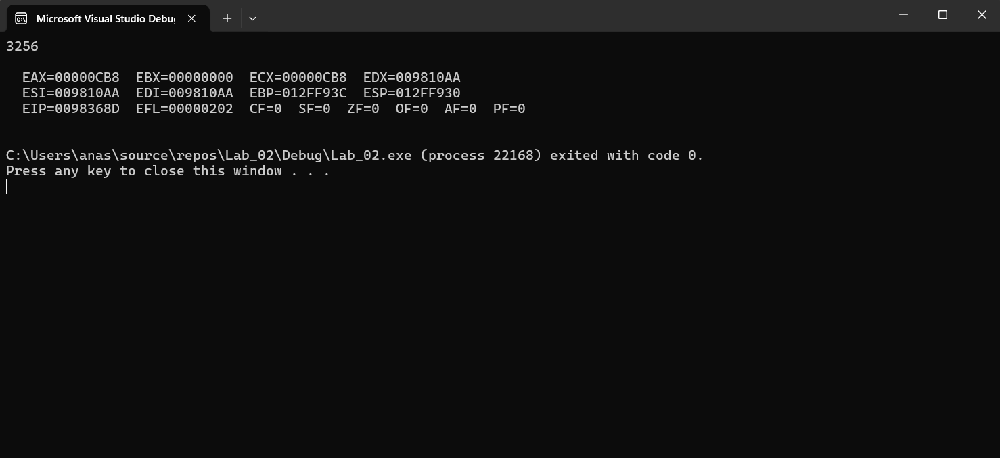 Microsoft Visual Studio Debug
3256
EAX=00000CB8  EBX=00000000  ECX=00000CB8  EDX=009810AA
ESI=009810AA  EDI=009810AA  EBP=012FF93C  ESP=012FF930
EIP=0098368D  EFL=00000202  CF=0  SF=0  ZF=0  OF=0  AF=0  PF=0
C:\Users\anas\source\repos\Lab_02\Debug\Lab_02.exe (process 22168) exited with code 0.
Press any key to close this window . . .